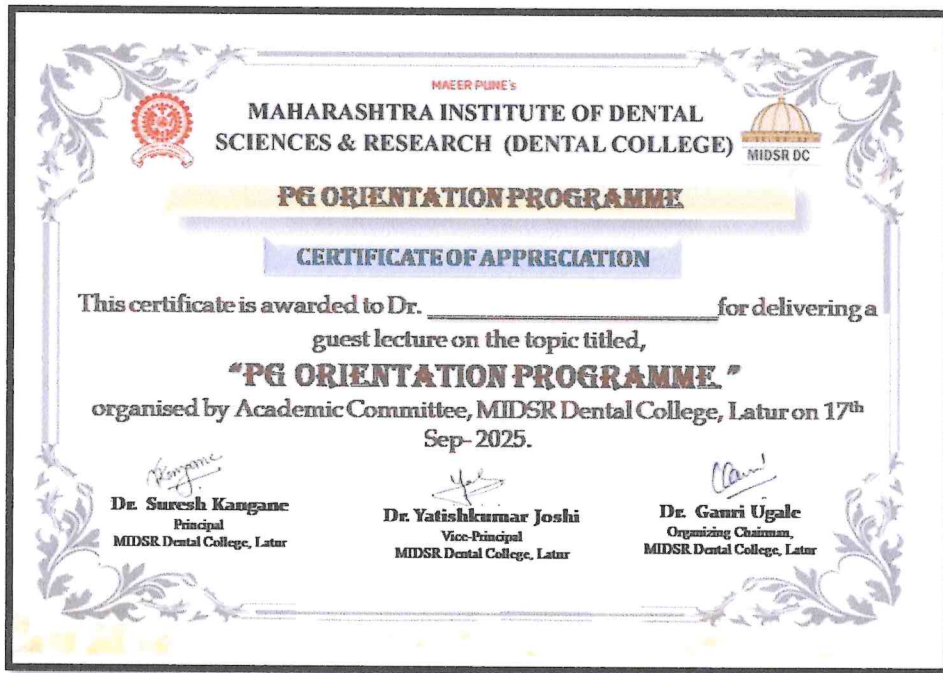 MAEER PUNE's
MAHARASHTRA INSTITUTE OF DENTAL
SCIENCES & RESEARCH (DENTAL COLLEGE)
MIDSR DC
PG ORIENTATION PROGRAMME
CERTIFICATE OF APPRECIATION
This certificate is awarded to Dr. ____________________ for delivering a
guest lecture on the topic titled,
"PG ORIENTATION PROGRAMME."
organised by Academic Committee, MIDSR Dental College, Latur on 17th
Sep- 2025.
Dr. Suresh Kangane
Principal
MIDSR Dental College, Latur
Dr. Yatishkumar Joshi
Vice-Principal
MIDSR Dental College, Latur
Dr. Gauri Ugale
Organizing Chairman,
MIDSR Dental College, Latur